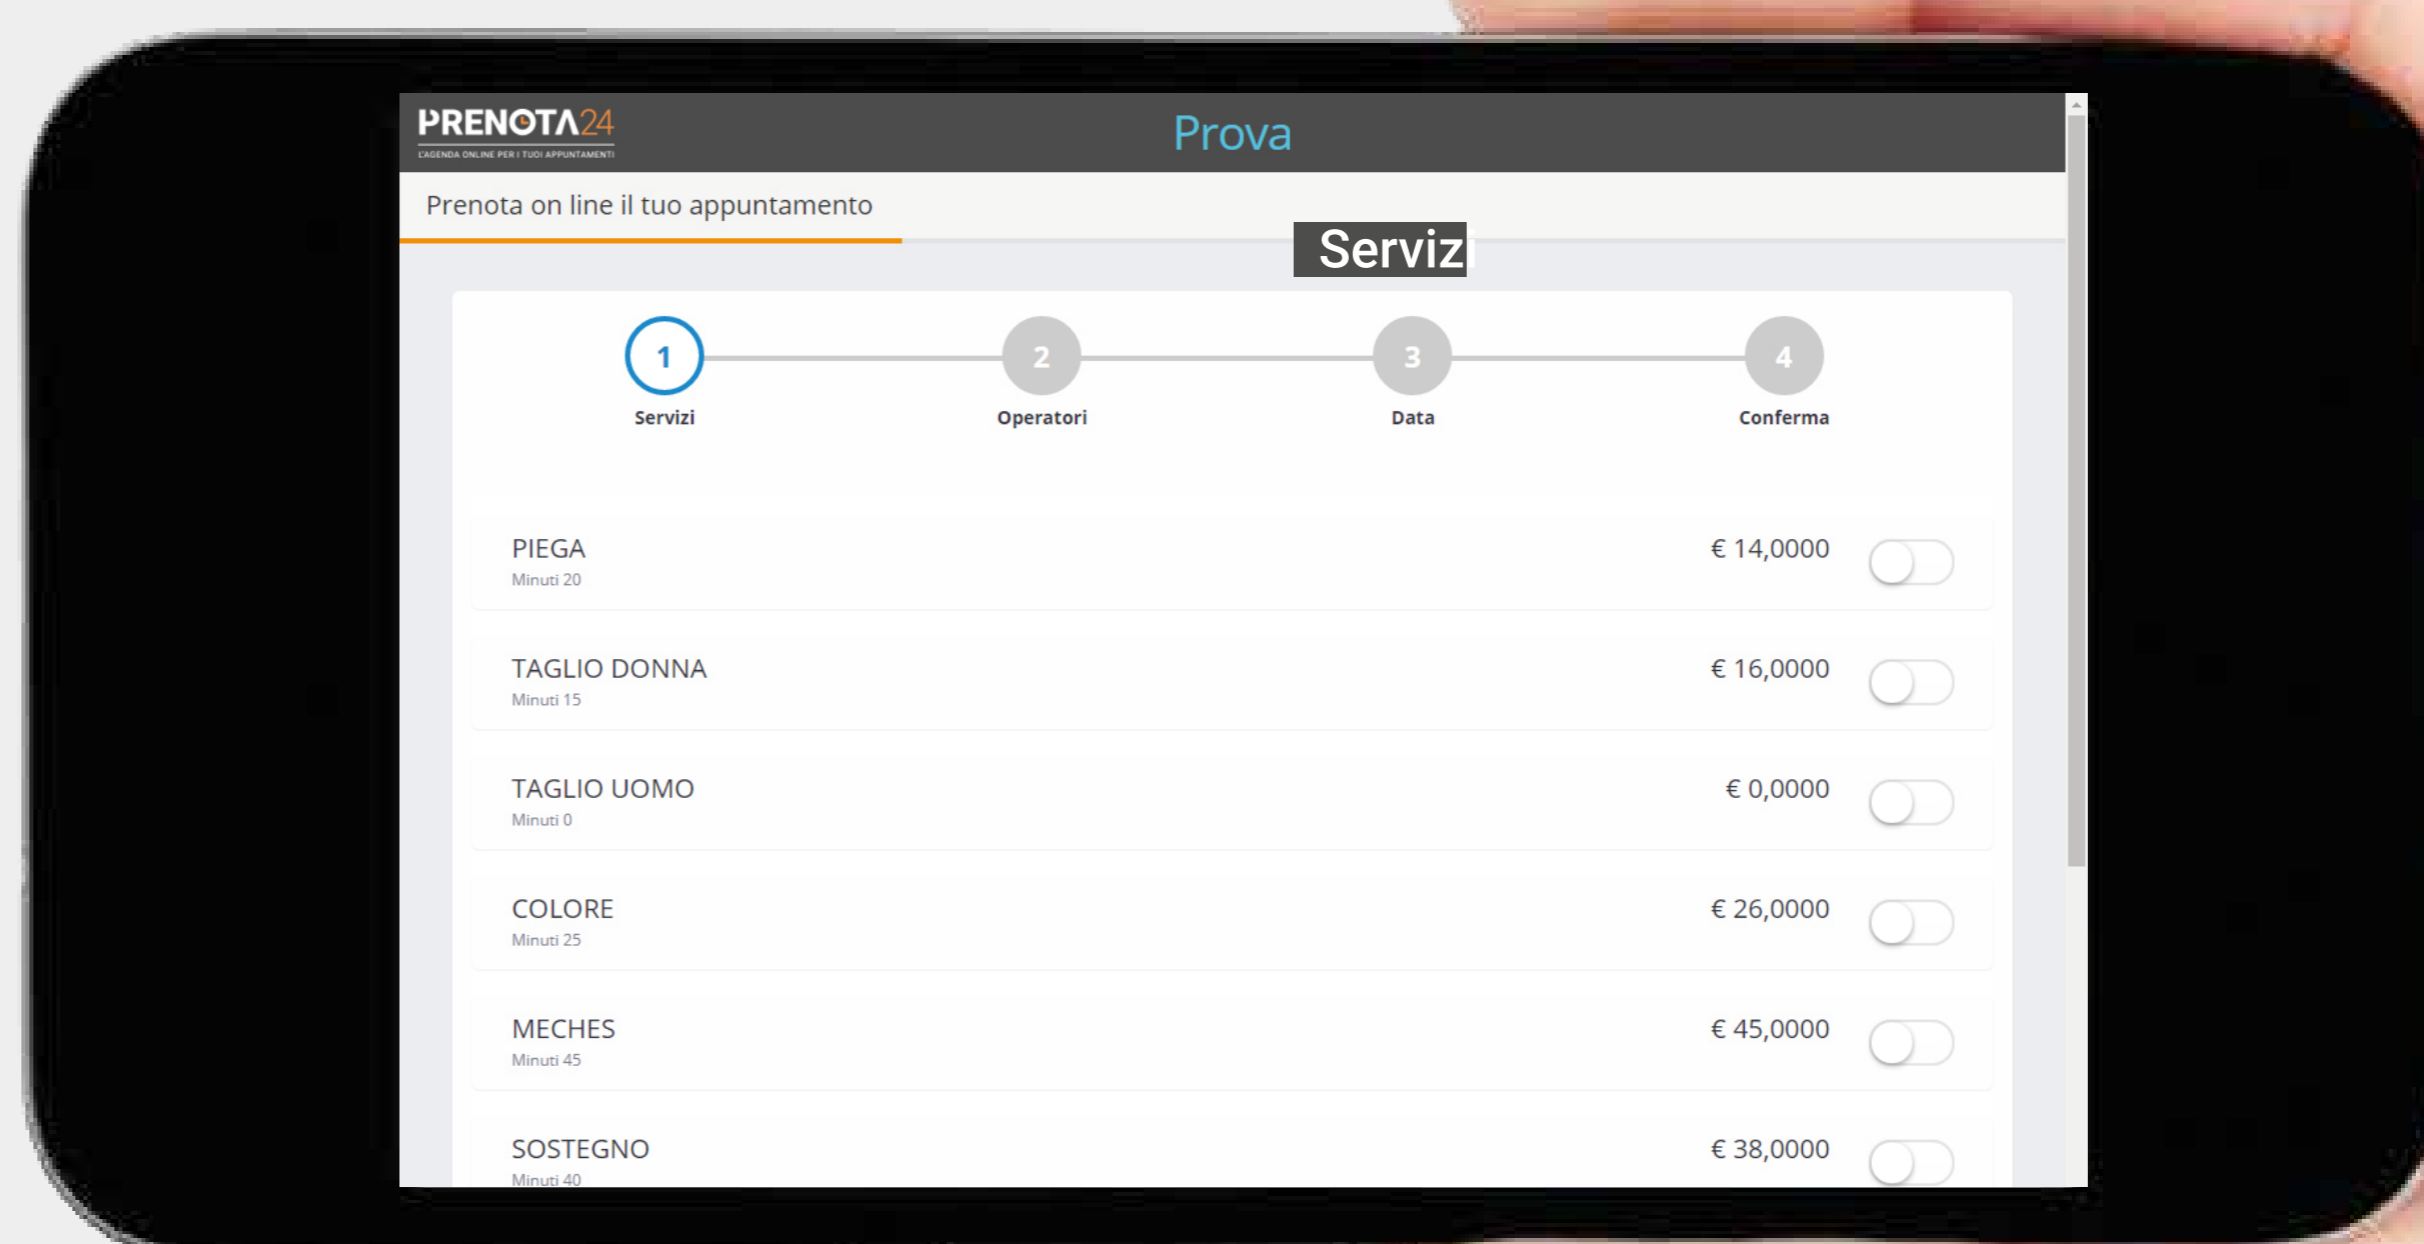 PRENOTA24
L'AGENDA ONLINE PER I TUOI APPUNTAMENTI
Prova
Prenota on line il tuo appuntamento
Servizi
1
2
3
4
Servizi
Operatori
Data
Conferma
PIEGA
€ 14,0000
Minuti 20
TAGLIO DONNA
€ 16,0000
Minuti 15
TAGLIO UOMO
€ 0,0000
Minuti 0
COLORE
€ 26,0000
Minuti 25
MECHES
€ 45,0000
Minuti 45
SOSTEGNO
€ 38,0000
Minuti 40